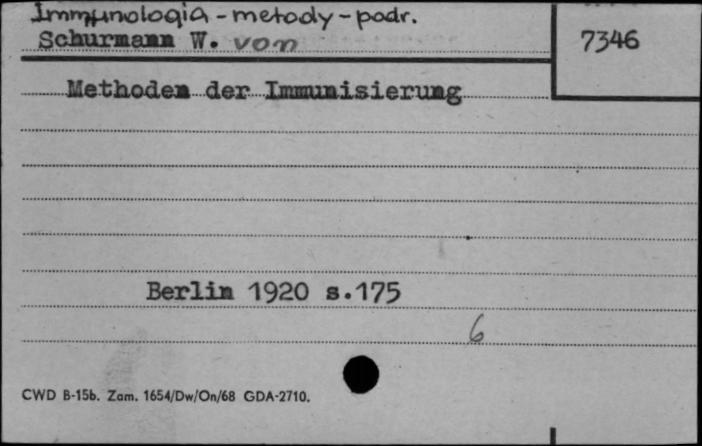 Immunologia - metody - podr.
Schurmann W. von
7346
Methoden der Immunisierung
Berlin 1920 s.175
6
CWD B-15b. Zam. 1654/Dw/On/68 GDA-2710.